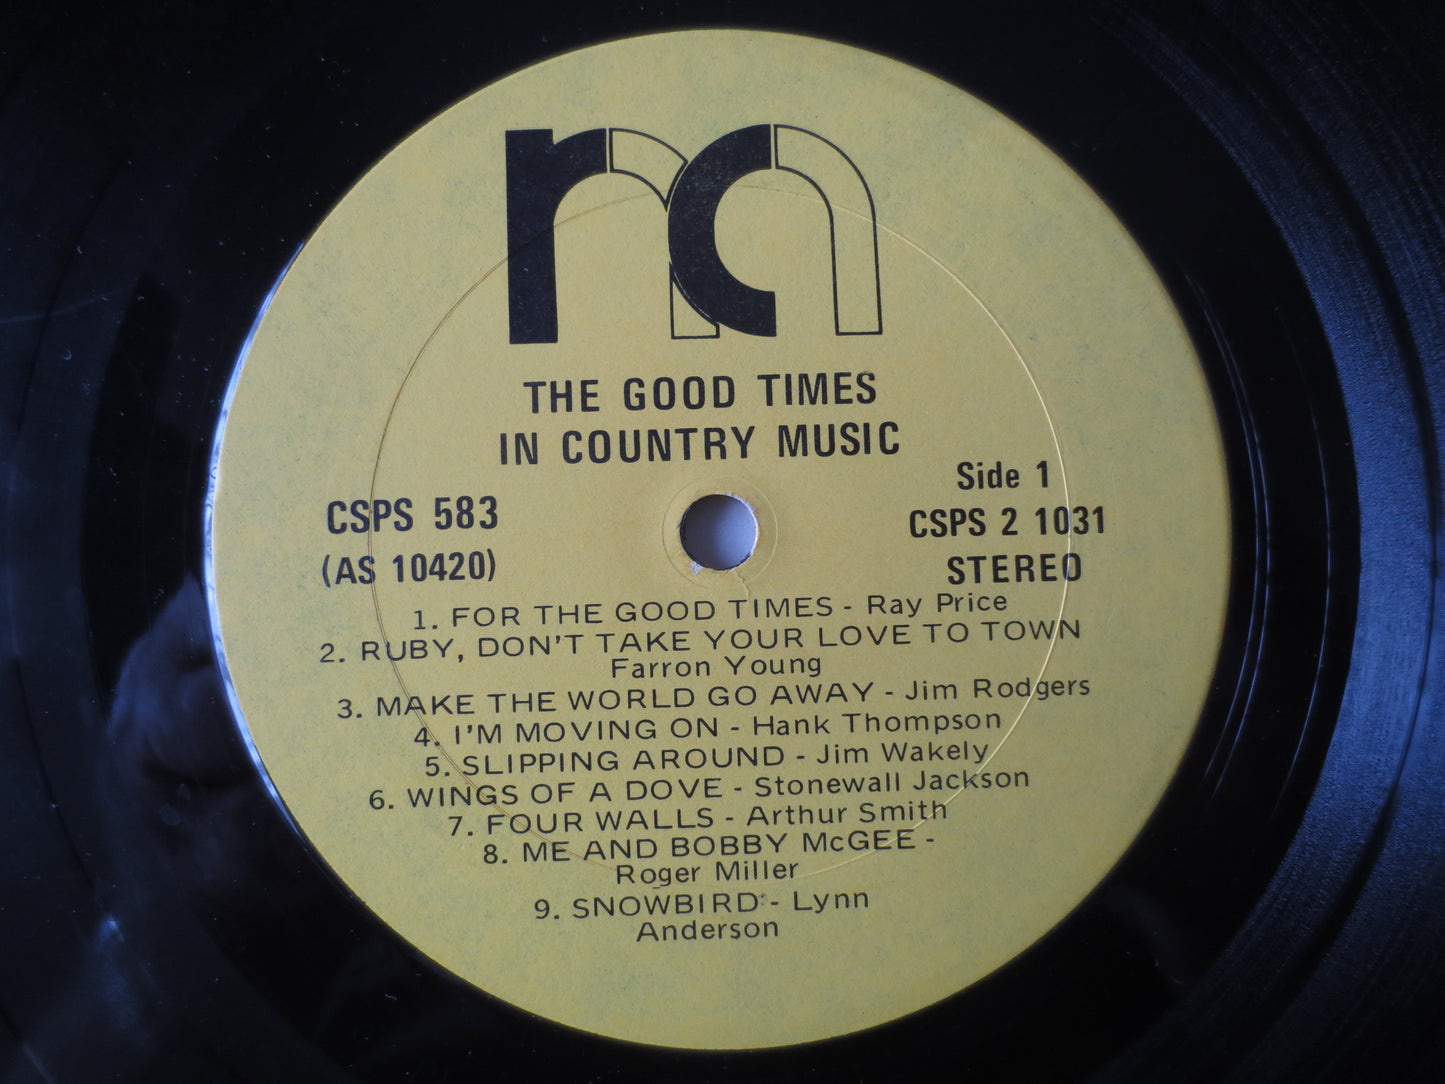 THE GOOD TIMES
IN COUNTRY MUSIC
Side 1
CSPS 583
CSPS 2 1031
(AS 10420)
STEREO
1. FOR THE GOOD TIMES - Ray Price
2. RUBY, DON'T TAKE YOUR LOVE TO TOWN
Farron Young
3. MAKE THE WORLD GO AWAY - Jim Rodgers
4. I'M MOVING ON - Hank Thompson
5. SLIPPING AROUND - Jim Wakely
6. WINGS OF A DOVE - Stonewall Jackson
7. FOUR WALLS - Arthur Smith
8. ME AND BOBBY McGEE -
Roger Miller
9. SNOWBIRD - Lynn
Anderson